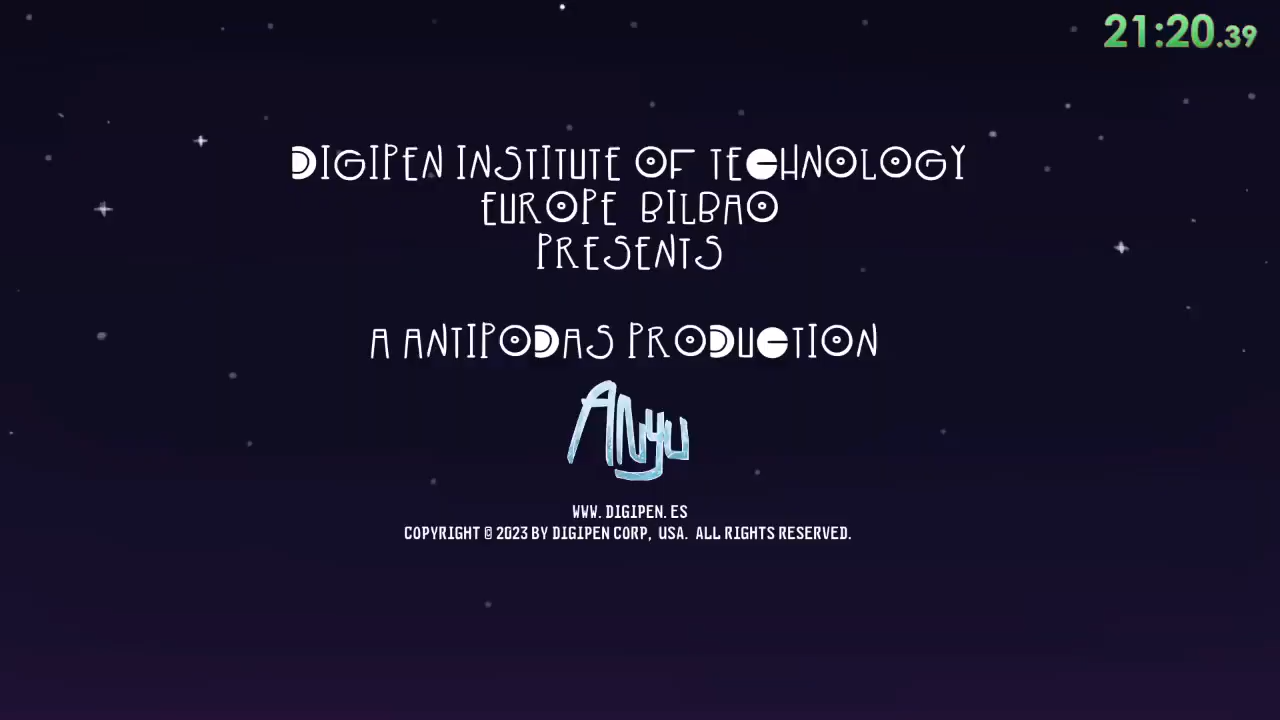 21:20.39
DIGIPEN INSTITUTE OF TECHNOLOGY
EUROPE BILBAO
PRESENTS
A ANTIPODAS PRODUCTION
ANyu
WWW.DIGIPEN.ES
COPYRIGHT © 2023 BY DIGIPEN CORP, USA. ALL RIGHTS RESERVED.